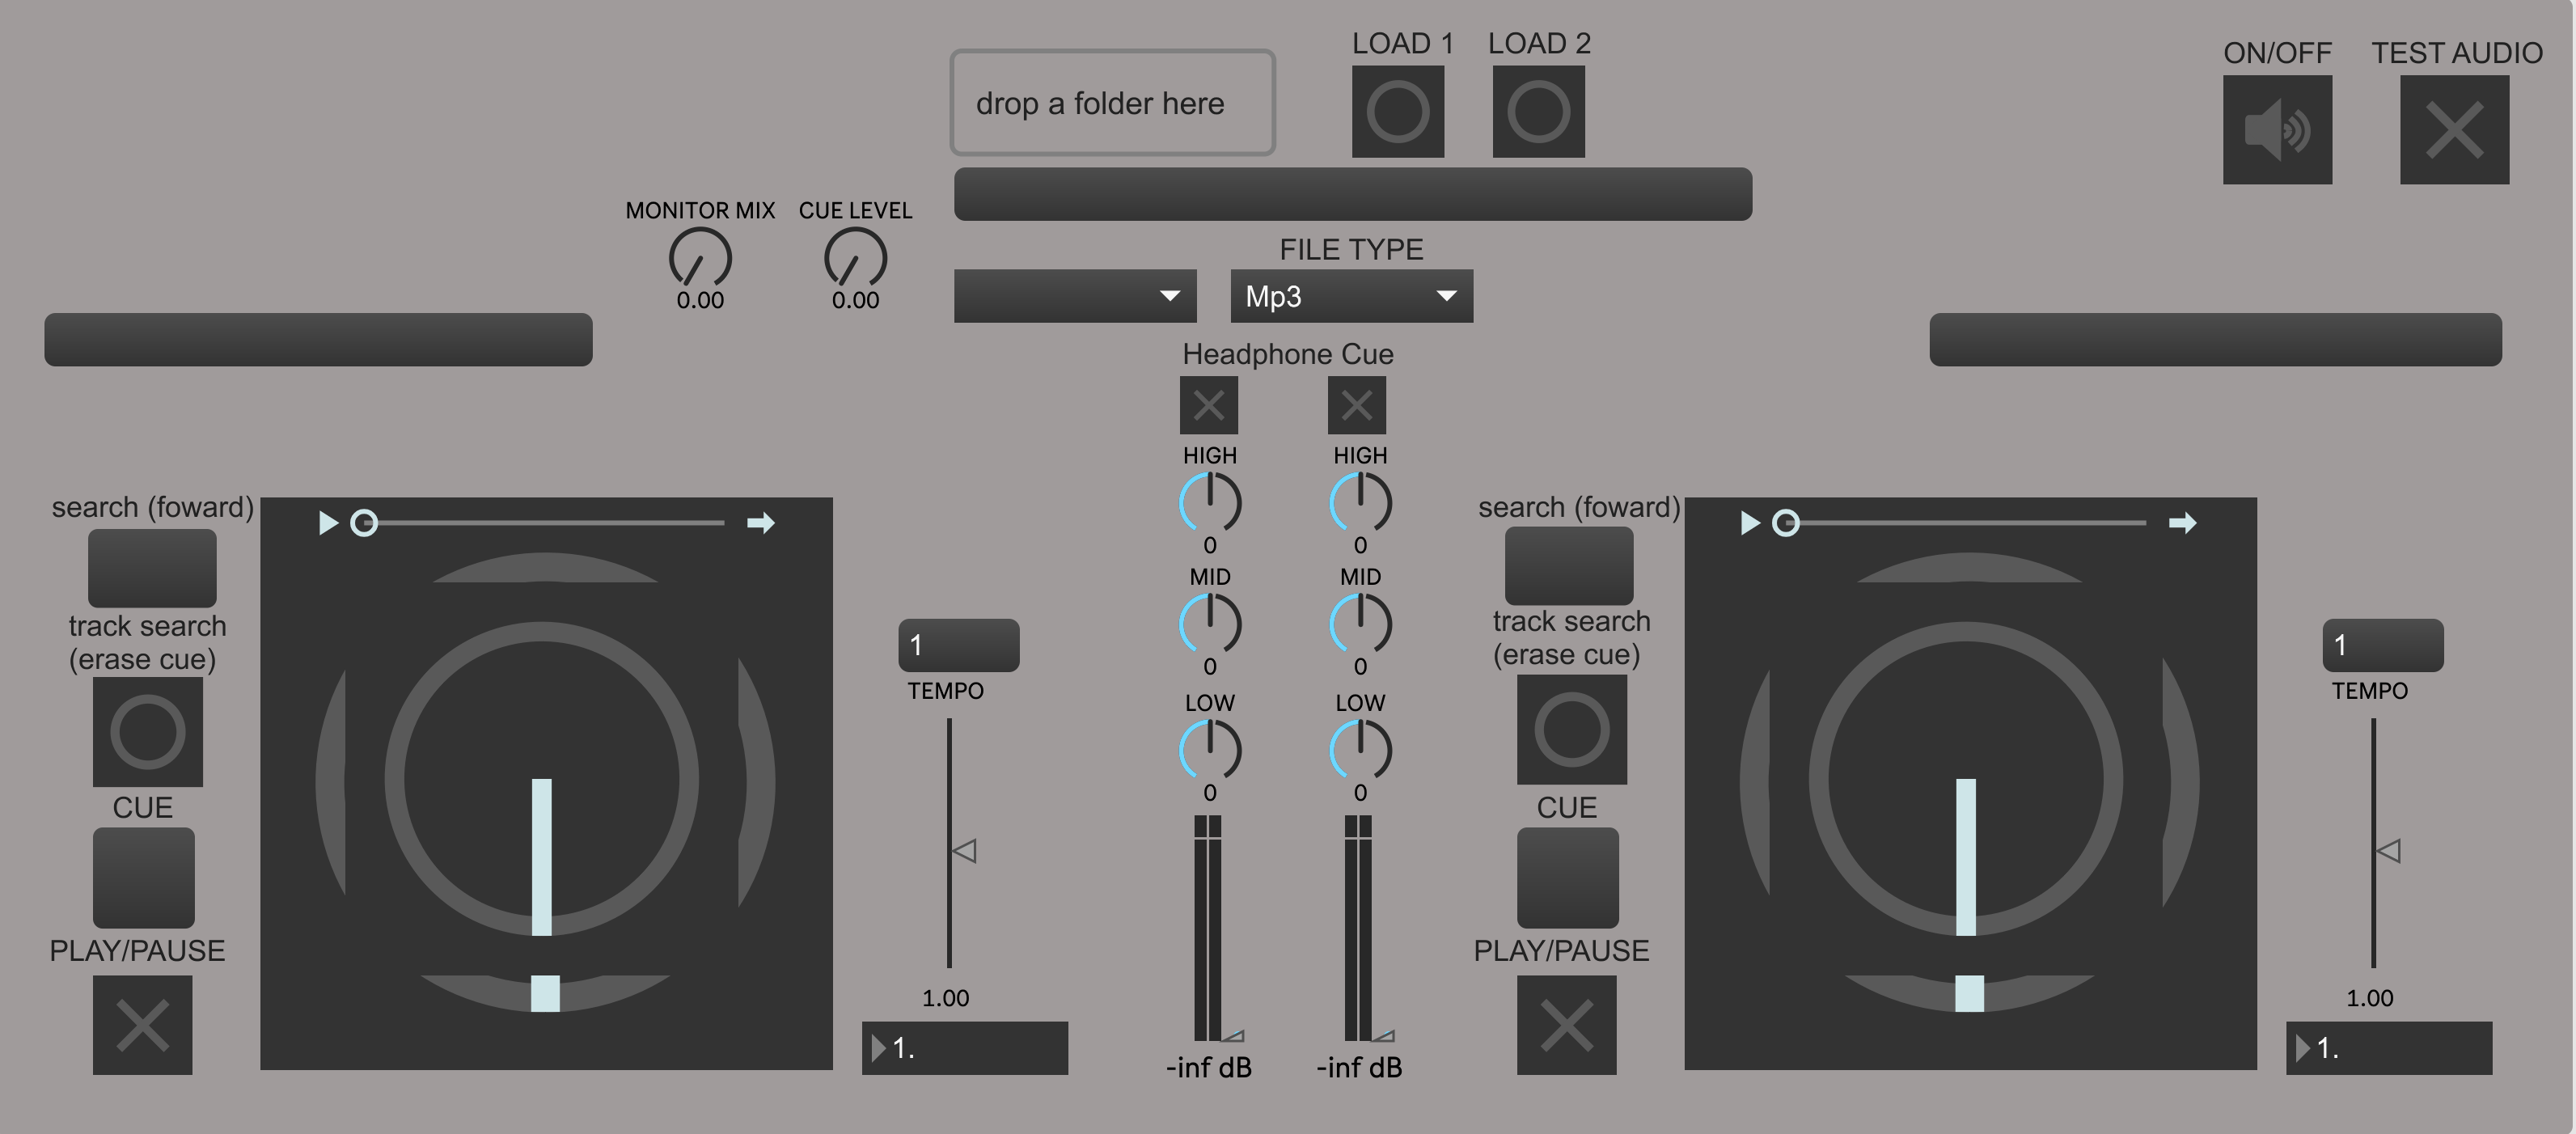 LOAD 1 LOAD 2
ON/OFF TEST AUDIO
drop a folder here
MONITOR MIX CUE LEVEL
0.00 0.00
FILE TYPE
Mp3
Headphone Cue
HIGH HIGH
0 0
MID MID
0 0
LOW LOW
0 0
-inf dB -inf dB
search (foward)
track search
(erase cue)
CUE
PLAY/PAUSE
1
TEMPO
1.00
1.
search (foward)
track search
(erase cue)
CUE
PLAY/PAUSE
1
TEMPO
1.00
1.